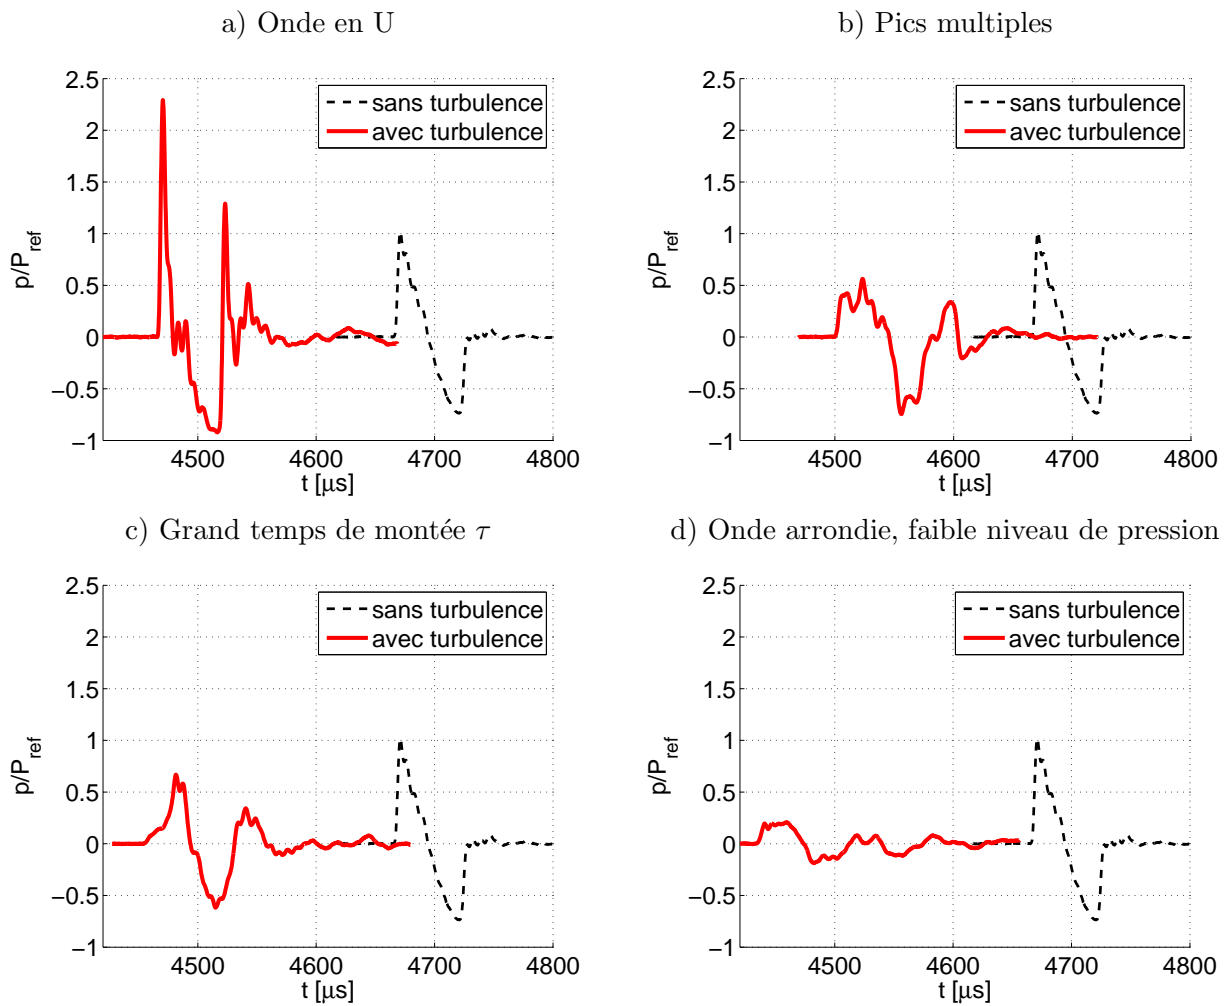 a) Onde en U
b) Pics multiples
2.5
2
1.5
1
0.5
0
−0.5
−1
p/P_ref
sans turbulence
avec turbulence
4500
4600
4700
4800
t [μs]
2.5
2
1.5
1
0.5
0
−0.5
−1
p/P_ref
sans turbulence
avec turbulence
4500
4600
4700
4800
t [μs]
c) Grand temps de montée τ
d) Onde arrondie, faible niveau de pression
2.5
2
1.5
1
0.5
0
−0.5
−1
p/P_ref
sans turbulence
avec turbulence
4500
4600
4700
4800
t [μs]
2.5
2
1.5
1
0.5
0
−0.5
−1
p/P_ref
sans turbulence
avec turbulence
4500
4600
4700
4800
t [μs]